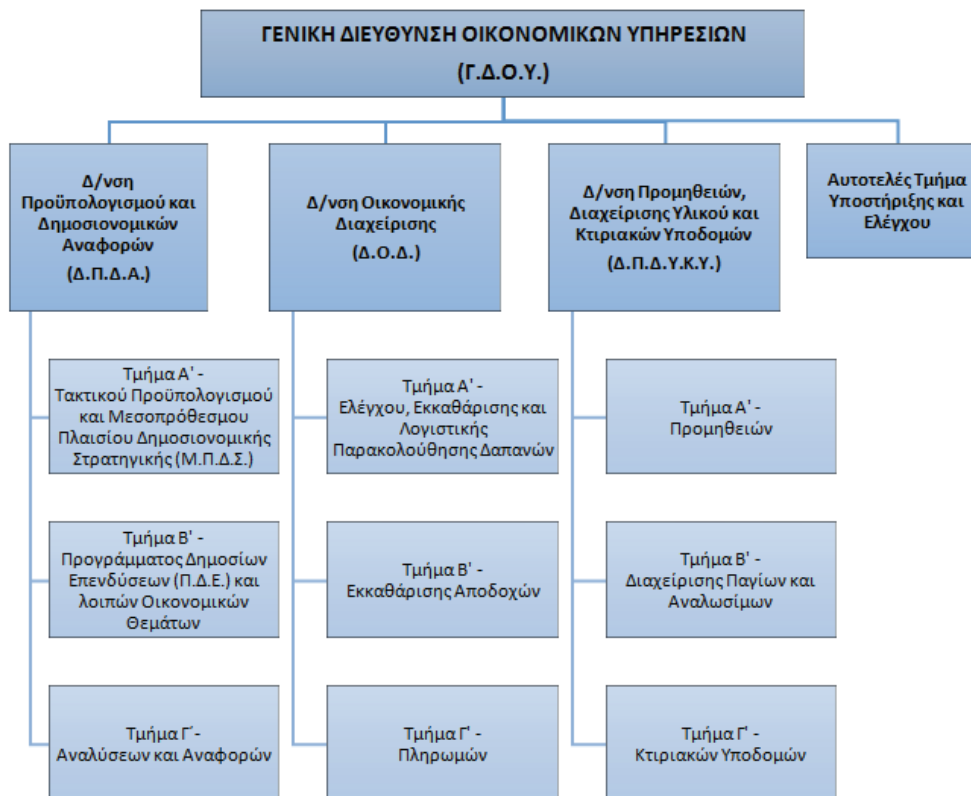 ΓΕΝΙΚΗ ΔΙΕΥΘΥΝΣΗ ΟΙΚΟΝΟΜΙΚΩΝ ΥΠΗΡΕΣΙΩΝ
(Γ.Δ.Ο.Υ.)
Δ/νση
Προϋπολογισμού και
Δημοσιονομικών
Αναφορών
(Δ.Π.Δ.Α.)
Δ/νση Οικονομικής
Διαχείρισης
(Δ.Ο.Δ.)
Δ/νση Προμηθειών,
Διαχείρισης Υλικού και
Κτιριακών Υποδομών
(Δ.Π.Δ.Υ.Κ.Υ.)
Αυτοτελές Τμήμα
Υποστήριξης και
Ελέγχου
Τμήμα Α' -
Τακτικού Προϋπολογισμού
και Μεσοπρόθεσμου
Πλαισίου Δημοσιονομικής
Στρατηγικής (Μ.Π.Δ.Σ.)
Τμήμα Β' -
Προγράμματος Δημοσίων
Επενδύσεων (Π.Δ.Ε.) και
λοιπών Οικονομικών
Θεμάτων
Τμήμα Γ΄-
Αναλύσεων και Αναφορών
Τμήμα Α' -
Ελέγχου, Εκκαθάρισης και
Λογιστικής
Παρακολούθησης Δαπανών
Τμήμα Β' -
Εκκαθάρισης Αποδοχών
Τμήμα Γ' -
Πληρωμών
Τμήμα Α' -
Προμηθειών
Τμήμα Β' -
Διαχείρισης Παγίων και
Αναλωσίμων
Τμήμα Γ' -
Κτιριακών Υποδομών